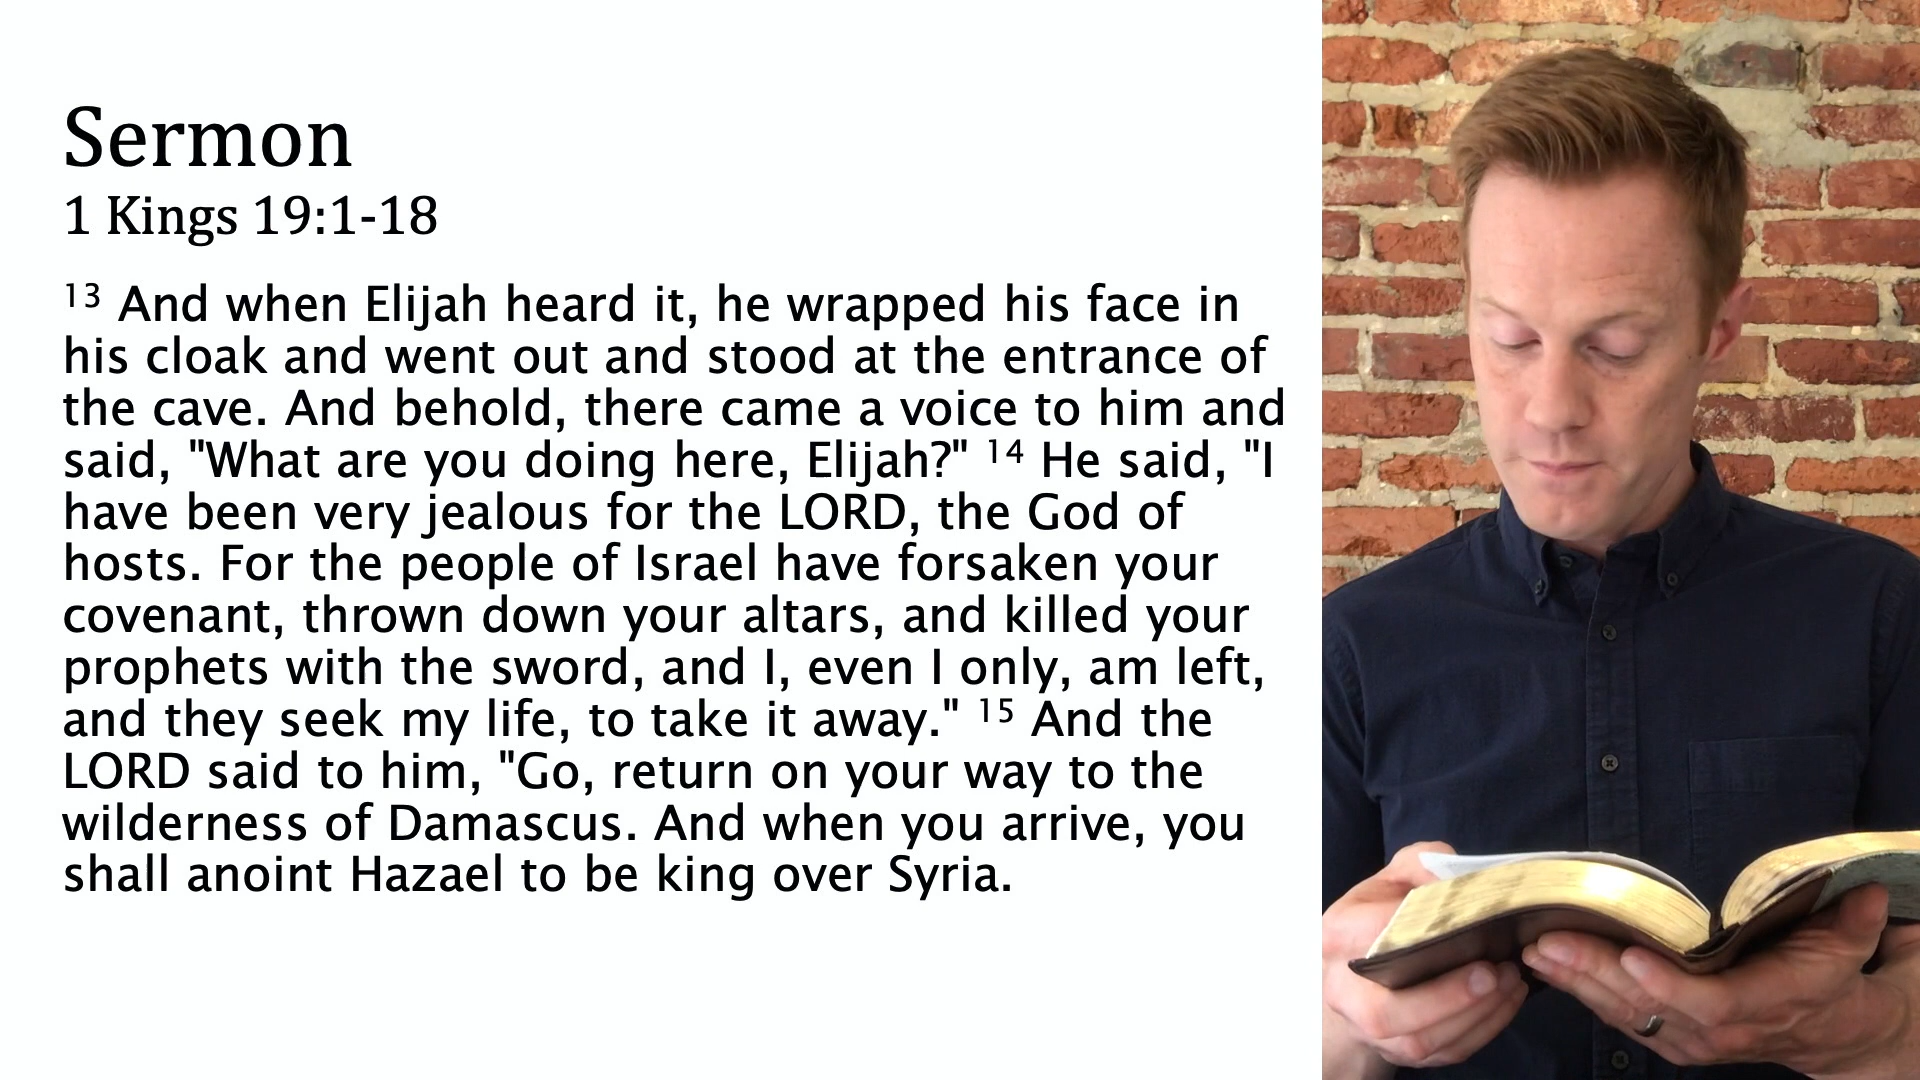 Sermon
1 Kings 19:1-18
13 And when Elijah heard it, he wrapped his face in
his cloak and went out and stood at the entrance of
the cave. And behold, there came a voice to him and
said, "What are you doing here, Elijah?" 14 He said, "I
have been very jealous for the LORD, the God of
hosts. For the people of Israel have forsaken your
covenant, thrown down your altars, and killed your
prophets with the sword, and I, even I only, am left,
and they seek my life, to take it away." 15 And the
LORD said to him, "Go, return on your way to the
wilderness of Damascus. And when you arrive, you
shall anoint Hazael to be king over Syria.